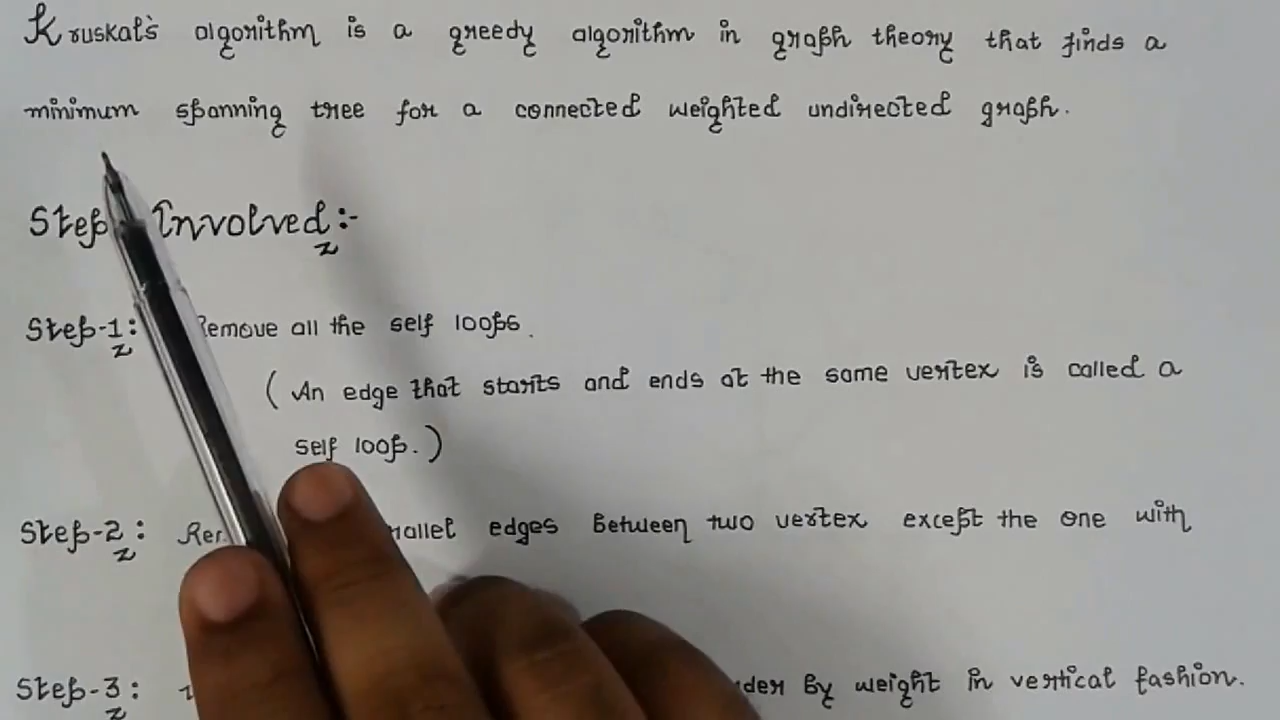 Kruskal's algorithm is a greedy algorithm in graph theory that finds a
minimum spanning tree for a connected weighted undirected graph.
Step Involved:-
Step-1: Remove all the self loops.
(An edge that starts and ends at the same vertex is called a
self loop.)
Step-2: edges Between two vertex except the one with
Step-3: By weight in vertical fashion.